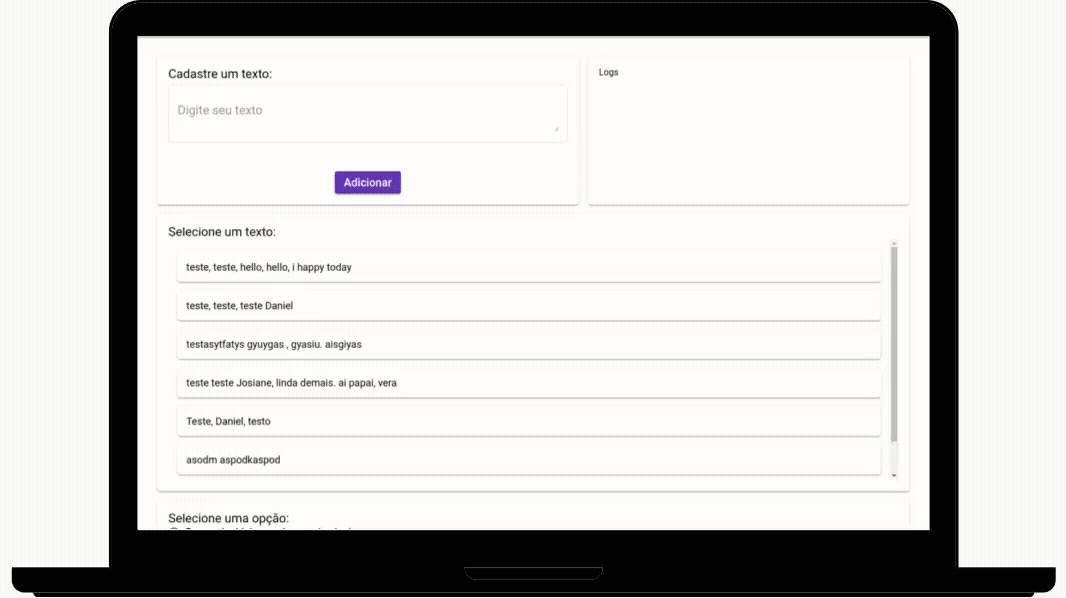 Cadastre um texto:
Digite seu texto
Adicionar
Logs
Selecione um texto:
teste, teste, hello, hello, i happy today
teste, teste, teste Daniel
testasytfatys gyuygas , gyasiu. aisgiyas
teste teste Josiane, linda demais. ai papai, vera
Teste, Daniel, testo
asodm aspodkaspod
Selecione uma opção: